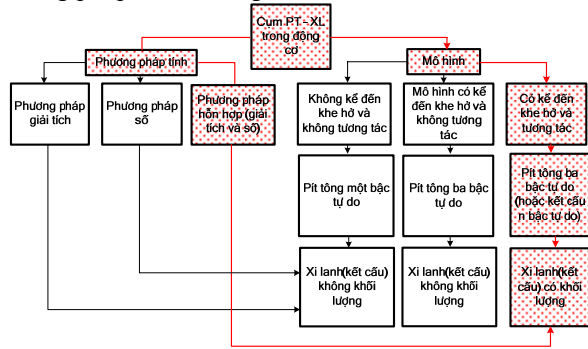 Cụm PT - XL
trong động
cơ
Phương pháp tính
Mô hình
Phương pháp
giải tích
Phương pháp
số
Phương pháp
hỗn hợp (giải
tích và số)
Không kể đến
khe hở và
không tương
tác
Mô hình có kể
đến khe hở và
không tương
tác
Có kể đến
khe hở và
tương tác
Pít tông một bậc
tự do
Pít tông ba bậc
tự do
Pít tông ba
bậc tự do
(hoặc kết cấu
n bậc tự do)
Xi lanh(kết cấu)
không khối
lượng
Xi lanh(kết cấu)
không khối
lượng
Xi lanh(kết
cấu) có khối
lượng